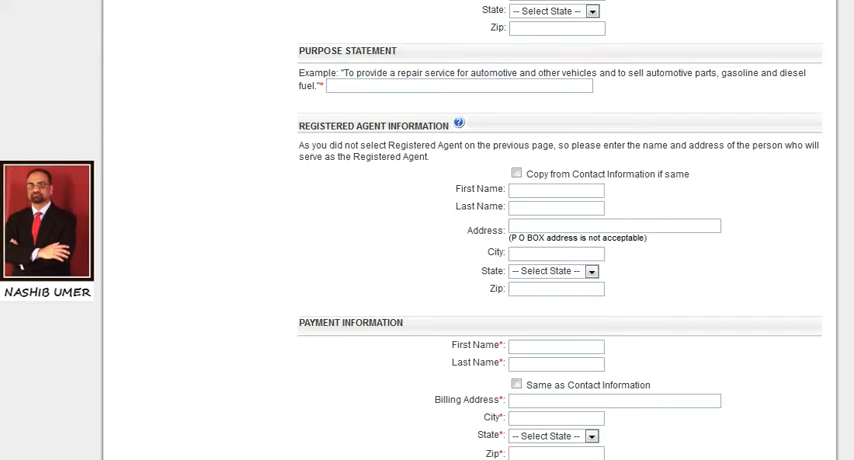 State: -- Select State --
Zip:
PURPOSE STATEMENT
Example: "To provide a repair service for automotive and other vehicles and to sell automotive parts, gasoline and diesel
fuel."*
REGISTERED AGENT INFORMATION ?
As you did not select Registered Agent on the previous page, so please enter the name and address of the person who will
serve as the Registered Agent.
Copy from Contact Information if same
First Name:
Last Name:
Address:
(P O BOX address is not acceptable)
City:
State: -- Select State --
Zip:
NASHIB UMER
PAYMENT INFORMATION
First Name*:
Last Name*:
Same as Contact Information
Billing Address*:
City*:
State*: -- Select State --
Zip*: